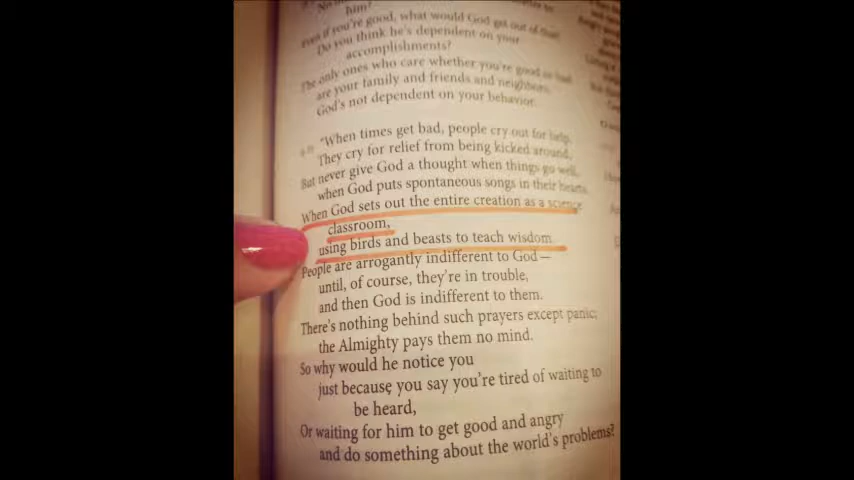 him?
Even if you're good, what would God get out of that?
Do you think he's dependent on your
accomplishments?
The only ones who care whether you're good or bad
are your family and friends and neighbors.
God's not dependent on your behavior.
"When times get bad, people cry out for help.
They cry for relief from being kicked around,
But never give God a thought when things go well,
when God puts spontaneous songs in their hearts,
When God sets out the entire creation as a science
classroom,
using birds and beasts to teach wisdom.
People are arrogantly indifferent to God—
until, of course, they're in trouble,
and then God is indifferent to them.
There's nothing behind such prayers except panic;
the Almighty pays them no mind.
So why would he notice you
just because you say you're tired of waiting to
be heard,
Or waiting for him to get good and angry
and do something about the world's problems?